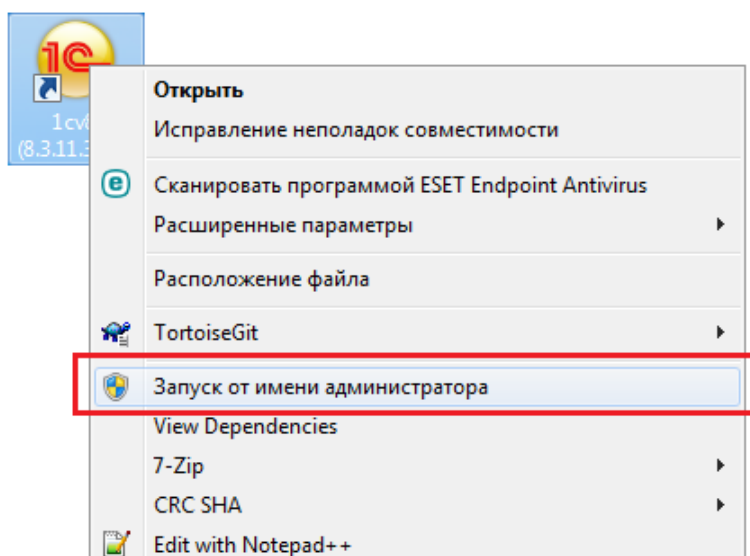 1С
1cv
(8.3.11.
Открыть
Исправление неполадок совместимости
Сканировать программой ESET Endpoint Antivirus
Расширенные параметры
Расположение файла
TortoiseGit
Запуск от имени администратора
View Dependencies
7-Zip
CRC SHA
Edit with Notepad++